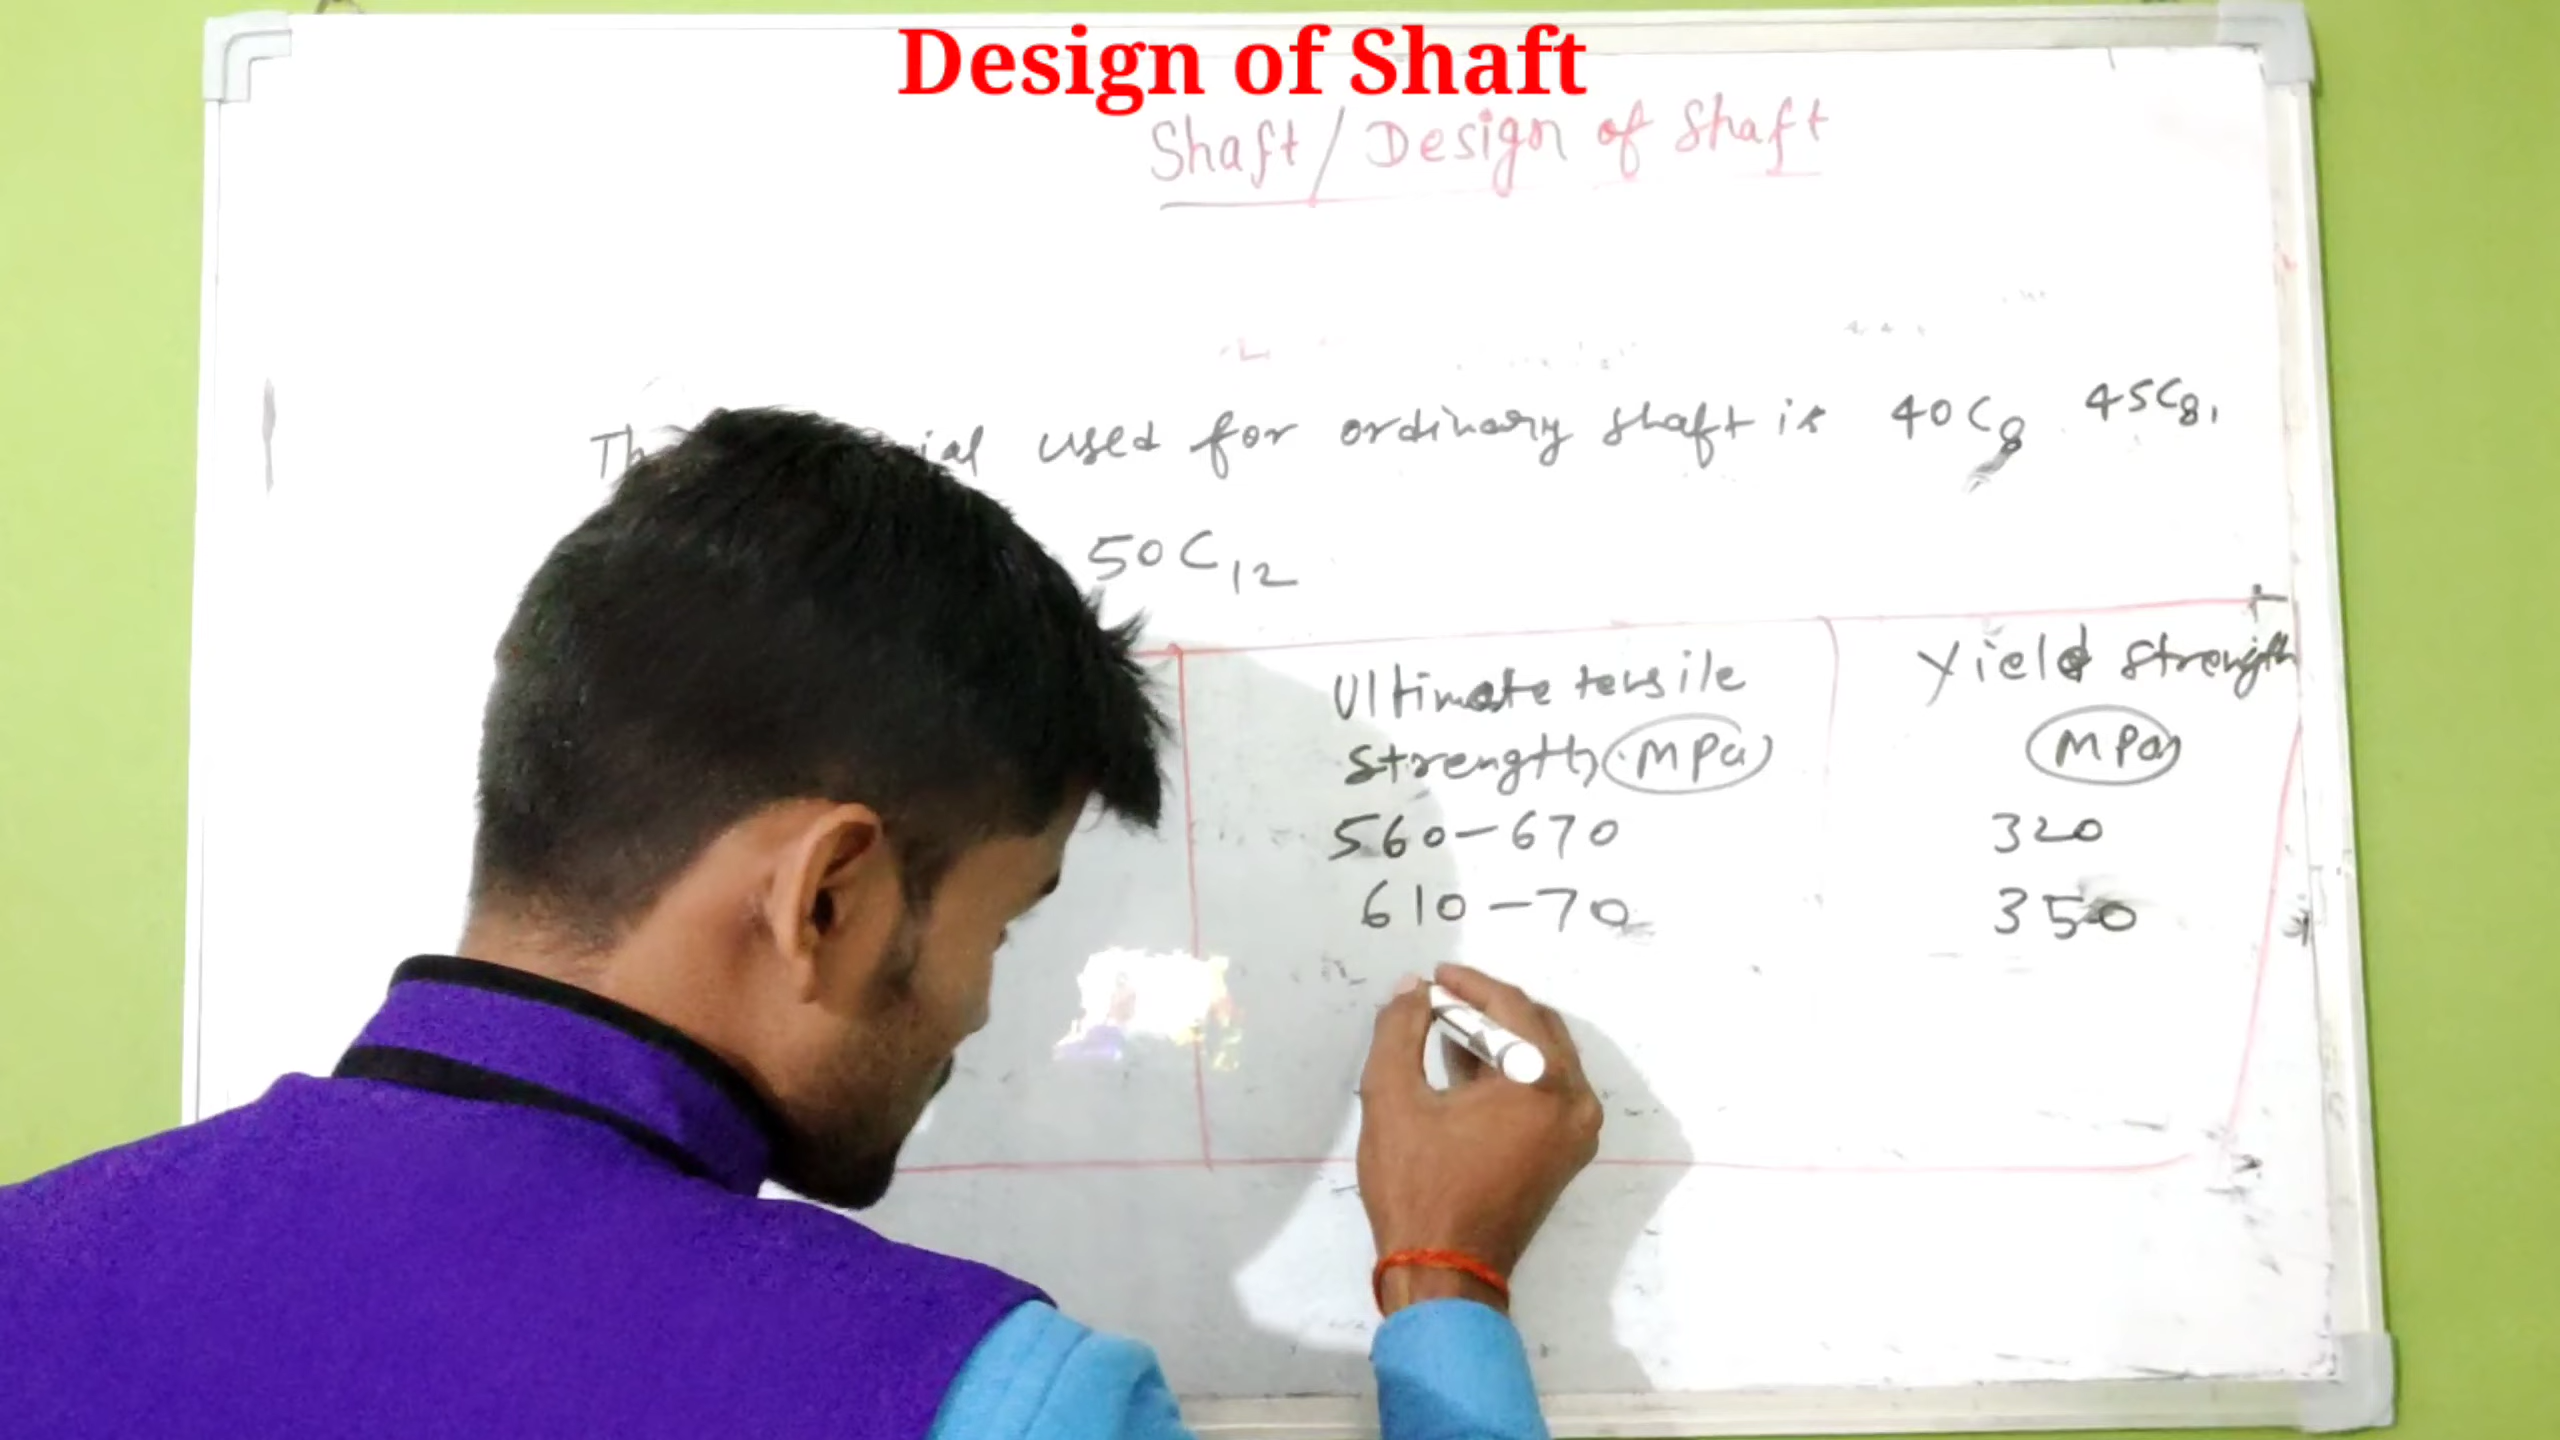 Design of Shaft
Shaft / Design of Shaft
Th ial used for ordinary shaft is 40C8 45C8,
50C12
Ultimate tensile
strength (MPa)
Yield strength
(MPa)
560-670 320
610-70 350